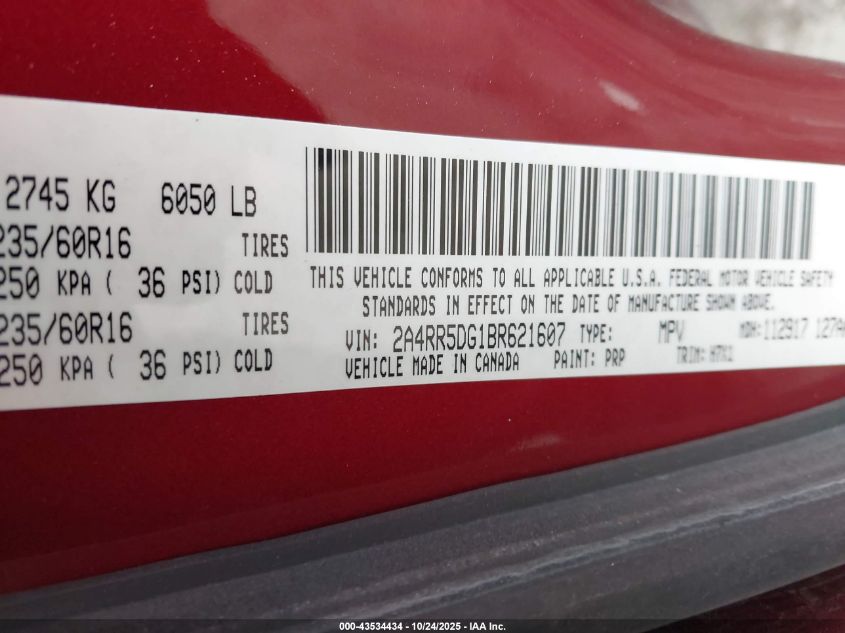 2745 KG 6050 LB
235/60R16 TIRES
250 KPA ( 36 PSI) COLD
235/60R16 TIRES
250 KPA ( 36 PSI) COLD
THIS VEHICLE CONFORMS TO ALL APPLICABLE U.S.A. FEDERAL MOTOR VEHICLE SAFETY
STANDARDS IN EFFECT ON THE DATE OF MANUFACTURE SHOWN ABOVE.
VIN: 2A4RR5DG1BR621607 TYPE: MPV MDH:112917
VEHICLE MADE IN CANADA PAINT: PRP TRIM:
000-43534434 / 10/24/2025 - IAA Inc.